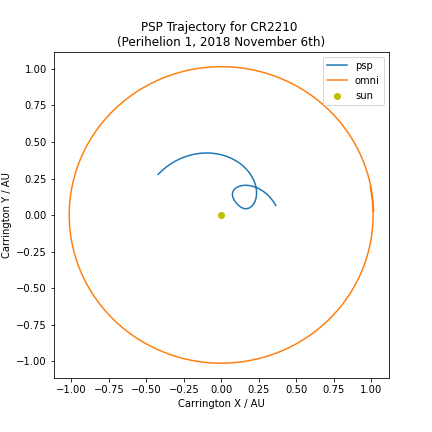 PSP Trajectory for CR2210
(Perihelion 1, 2018 November 6th)
psp
omni
sun
1.00
0.75
0.50
0.25
0.00
−0.25
−0.50
−0.75
−1.00
Carrington Y / AU
−1.00 −0.75 −0.50 −0.25 0.00 0.25 0.50 0.75 1.00
Carrington X / AU